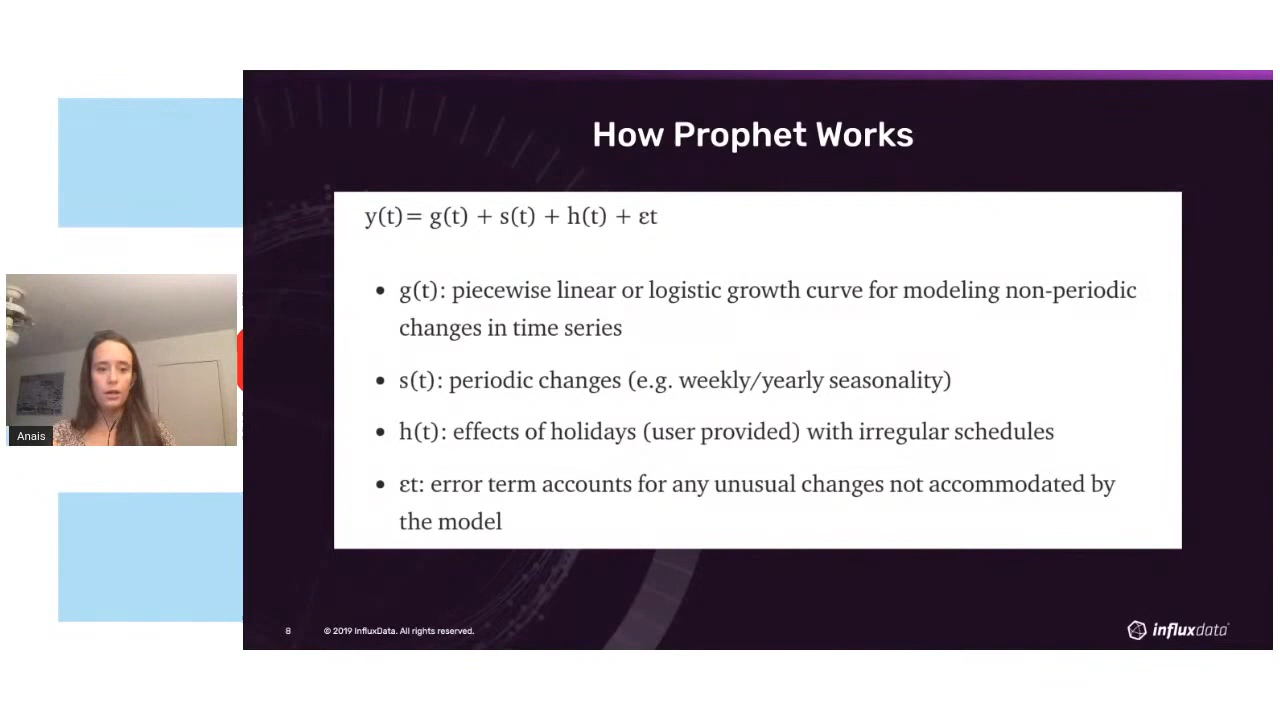 How Prophet Works
y(t)= g(t) + s(t) + h(t) + εt
• g(t): piecewise linear or logistic growth curve for modeling non-periodic
changes in time series
• s(t): periodic changes (e.g. weekly/yearly seasonality)
• h(t): effects of holidays (user provided) with irregular schedules
• εt: error term accounts for any unusual changes not accommodated by
the model
Anais
8 © 2019 InfluxData. All rights reserved.
influxdata